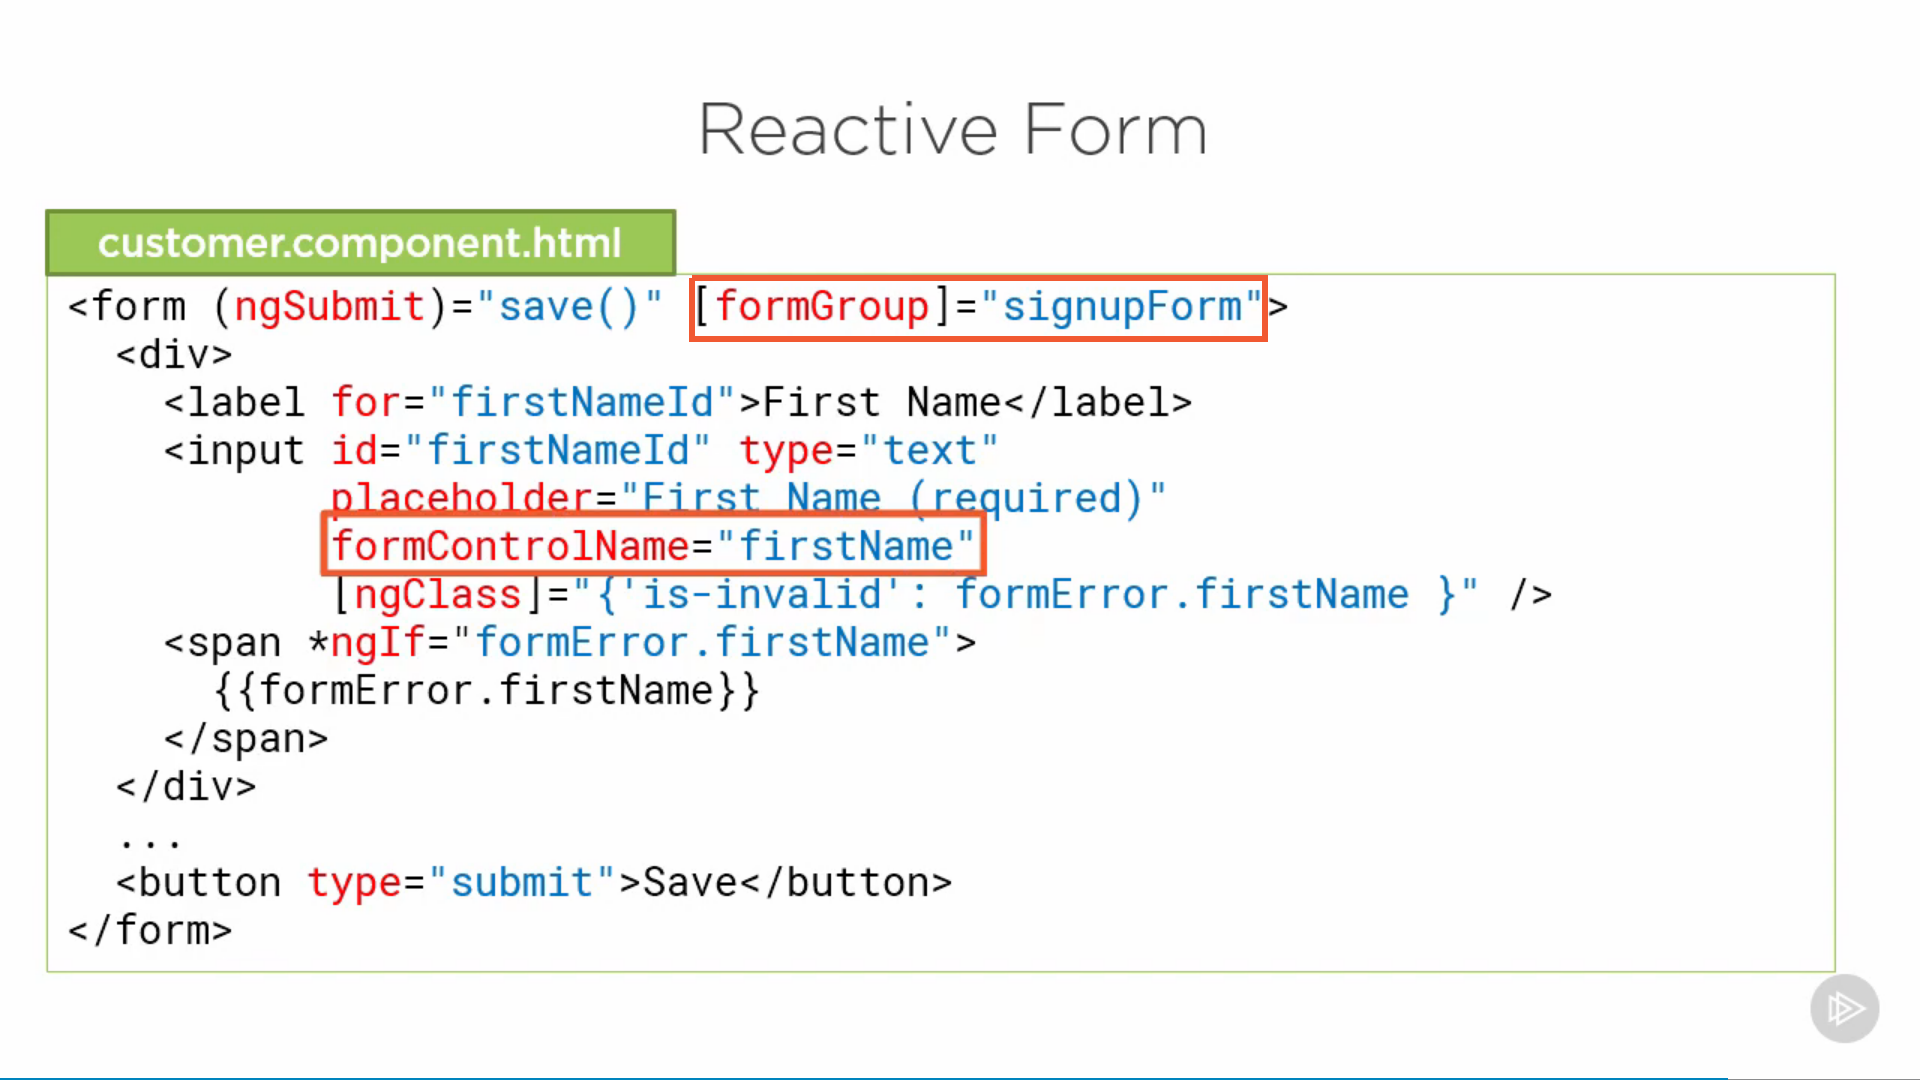 Reactive Form
customer.component.html
<form (ngSubmit)="save()" [formGroup]="signupForm">
<div>
<label for="firstNameId">First Name</label>
<input id="firstNameId" type="text"
placeholder="First Name (required)"
formControlName="firstName"
[ngClass]="{'is-invalid': formError.firstName }" />
<span *ngIf="formError.firstName">
{{formError.firstName}}
</span>
</div>
...
<button type="submit">Save</button>
</form>